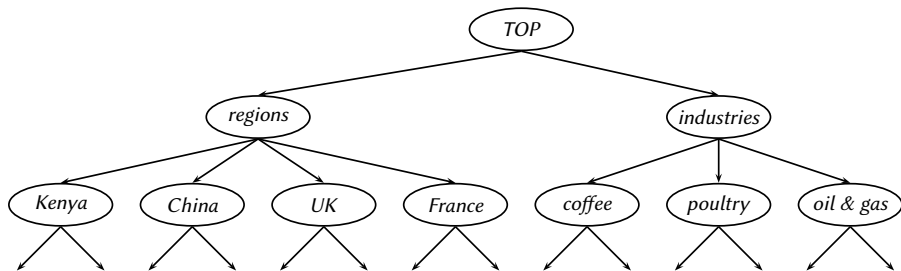 TOP
regions industries
Kenya China UK France coffee poultry oil & gas